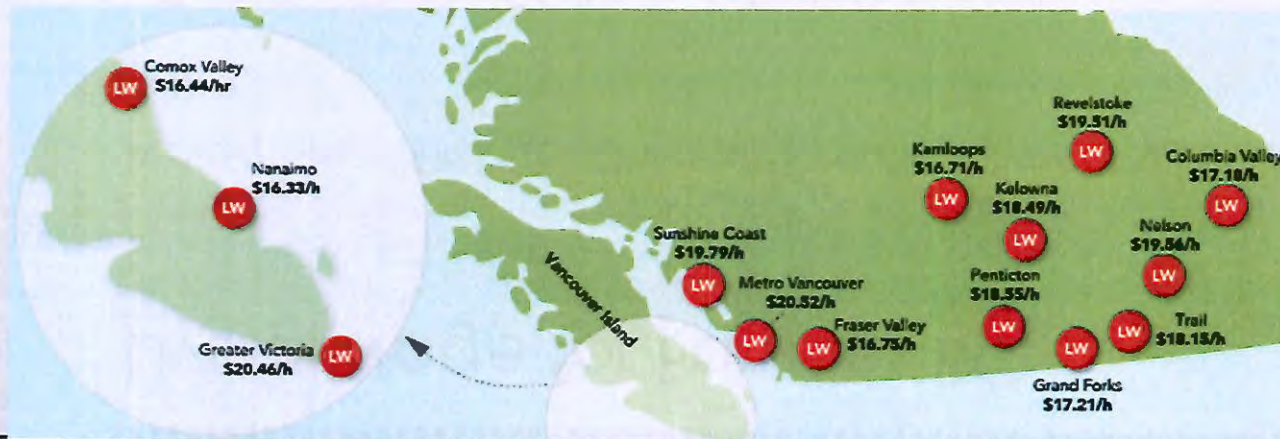 Comox Valley
$16.44/hr
LW
Nanaimo
$16.33/h
LW
Greater Victoria
$20.46/h
LW
Vancouver Island
Sunshine Coast
$19.79/h
LW
Metro Vancouver
$20.52/h
LW
Fraser Valley
$16.75/h
LW
Kamloops
$16.71/h
LW
Kelowna
$18.49/h
LW
Revelstoke
$19.51/h
LW
Columbia Valley
$17.18/h
LW
Nelson
$19.56/h
LW
Penticton
$18.55/h
LW
Trail
$18.15/h
LW
LW
Grand Forks
$17.21/h